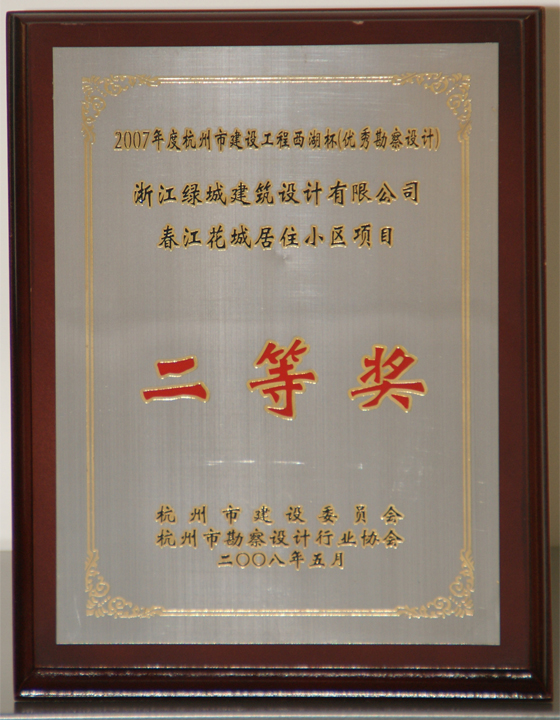 2007年度杭州市建设工程西湖杯(优秀勘察设计)
浙江绿城建筑设计有限公司
春江花城居住小区项目
二等奖
杭州市建设委员会
杭州市勘察设计行业协会
二〇〇八年五月